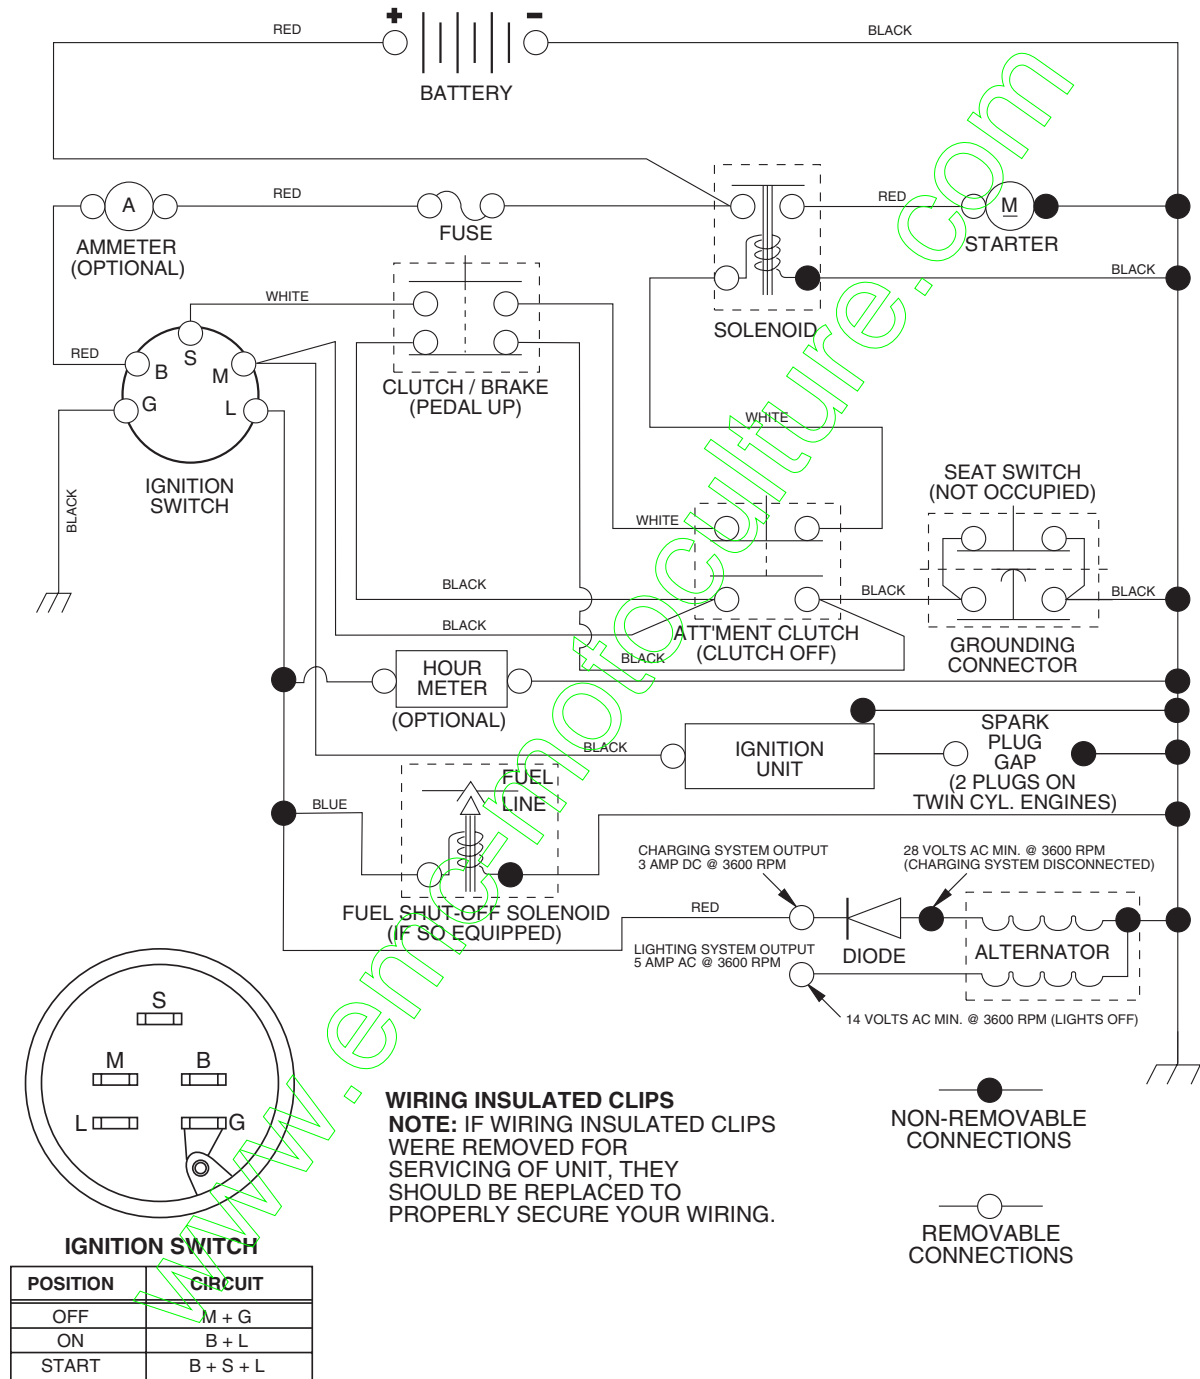 +
-
RED
BLACK
BATTERY
RED
RED
A
M
FUSE
STARTER
AMMETER
(OPTIONAL)
BLACK
WHITE
SOLENOID
RED
S
B
M
G
L
CLUTCH / BRAKE
(PEDAL UP)
WHITE
IGNITION
SWITCH
SEAT SWITCH
(NOT OCCUPIED)
BLACK
WHITE
BLACK
BLACK
BLACK
BLACK
ATT'MENT CLUTCH
(CLUTCH OFF)
GROUNDING
CONNECTOR
BLACK
HOUR
METER
(OPTIONAL)
SPARK
PLUG
GAP
(2 PLUGS ON
TWIN CYL. ENGINES)
BLACK
IGNITION
UNIT
FUEL
LINE
BLUE
CHARGING SYSTEM OUTPUT
3 AMP DC @ 3600 RPM
28 VOLTS AC MIN. @ 3600 RPM
(CHARGING SYSTEM DISCONNECTED)
FUEL SHUT-OFF SOLENOID
(IF SO EQUIPPED)
RED
LIGHTING SYSTEM OUTPUT
5 AMP AC @ 3600 RPM
DIODE
ALTERNATOR
14 VOLTS AC MIN. @ 3600 RPM (LIGHTS OFF)
S
M
B
L
G
WIRING INSULATED CLIPS
NOTE: IF WIRING INSULATED CLIPS
WERE REMOVED FOR
SERVICING OF UNIT, THEY
SHOULD BE REPLACED TO
PROPERLY SECURE YOUR WIRING.
NON-REMOVABLE
CONNECTIONS
REMOVABLE
CONNECTIONS
IGNITION SWITCH
POSITION CIRCUIT
OFF M + G
ON B + L
START B + S + L
www.emc-motoculture.com